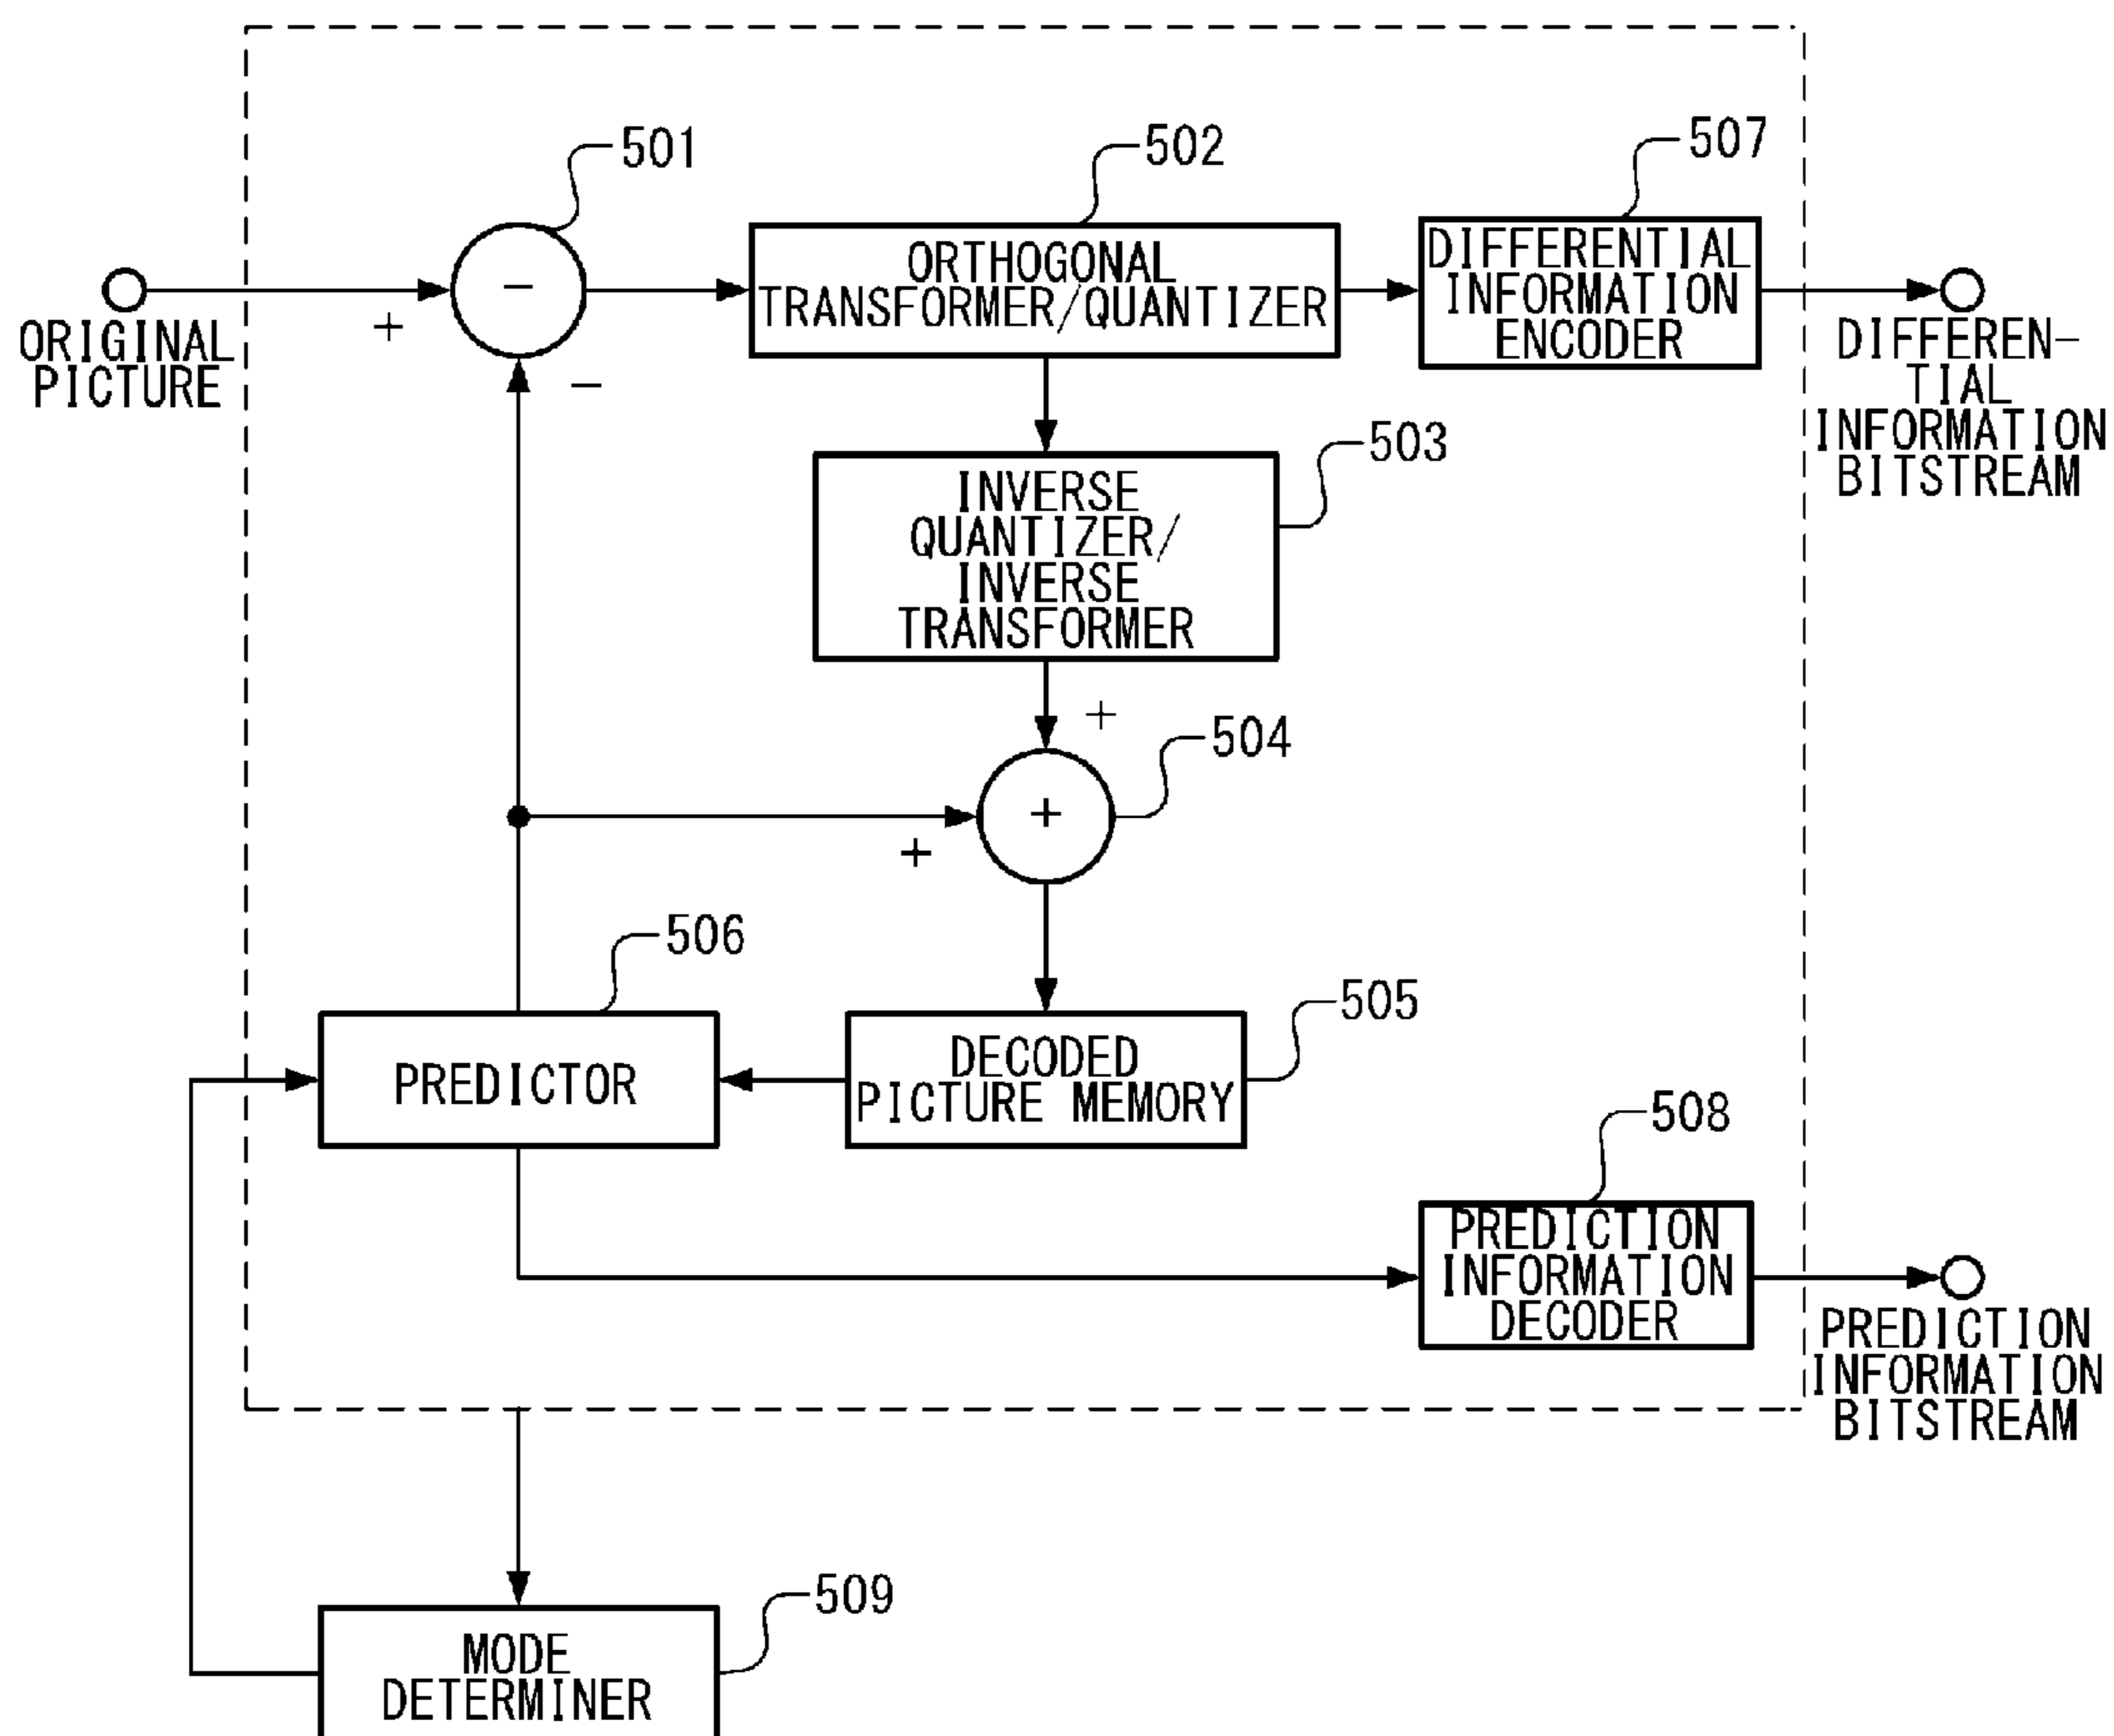 501
502
507
-
ORTHOGONAL
TRANSFORMER/QUANTIZER
DIFFERENTIAL
INFORMATION
ENCODER
+
ORIGINAL
PICTURE
-
DIFFEREN-
TIAL
INFORMATION
BITSTREAM
503
INVERSE
QUANTIZER/
INVERSE
TRANSFORMER
+
504
+
+
506
505
PREDICTOR
DECODED
PICTURE MEMORY
508
PREDICTION
INFORMATION
DECODER
PREDICTION
INFORMATION
BITSTREAM
509
MODE
DETERMINER